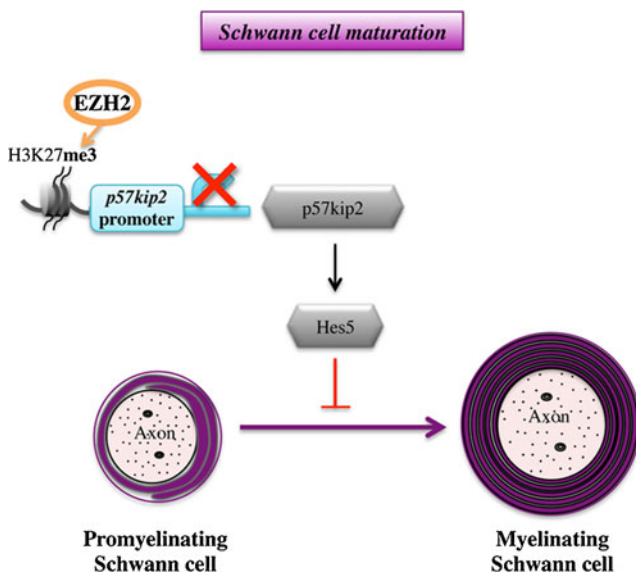 Schwann cell maturation
EZH2
H3K27me3
p57kip2
promoter
p57kip2
Hes5
Axon
Axon
Promyelinating
Schwann cell
Myelinating
Schwann cell